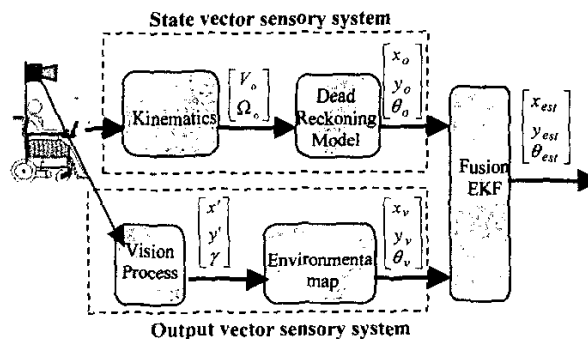 State vector sensory system
Kinematics
V_o
Ω_o
Dead
Reckoning
Model
x_o
y_o
θ_o
Fusion
EKF
x_est
y_est
θ_est
Vision
Process
x'
y'
γ
Environmenta
map
x_v
y_v
θ_v
Output vector sensory system